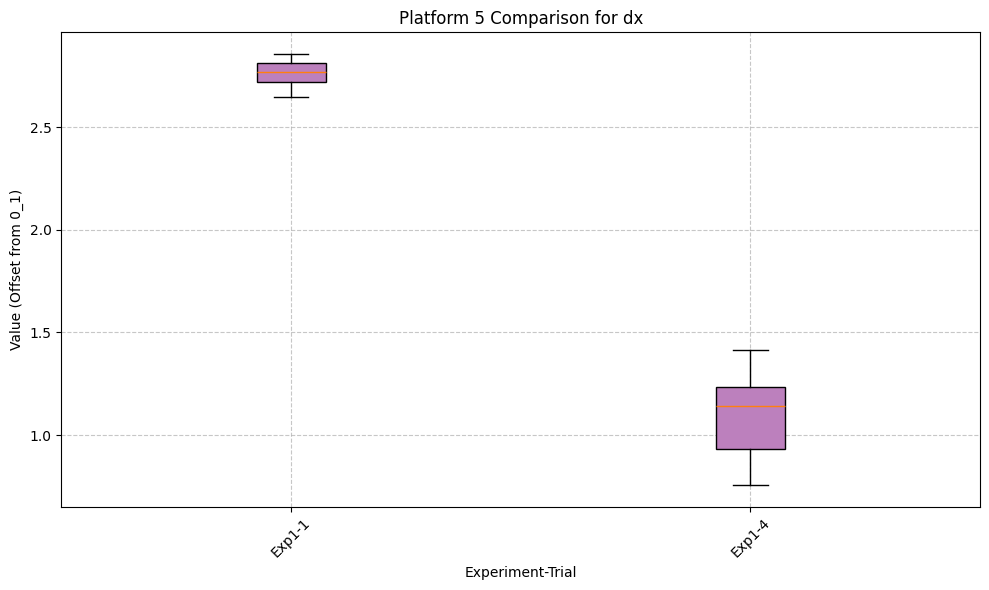 Platform 5 Comparison for dx
Value (Offset from 0_1)
2.5
2.0
1.5
1.0
Exp1-1
Exp1-4
Experiment-Trial